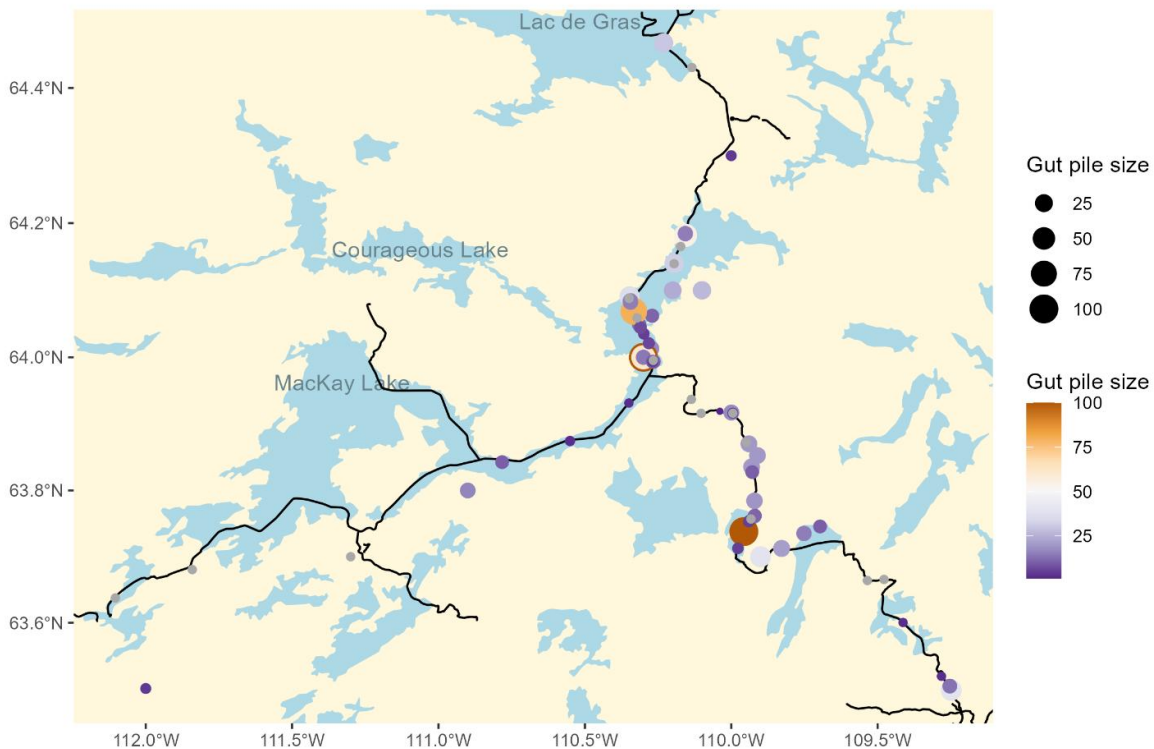 Lac de Gras
64.4°N
64.2°N
Courageous Lake
64.0°N
MacKay Lake
63.8°N
63.6°N
112.0°W 111.5°W 111.0°W 110.5°W 110.0°W 109.5°W
Gut pile size
25
50
75
100
Gut pile size
100
75
50
25